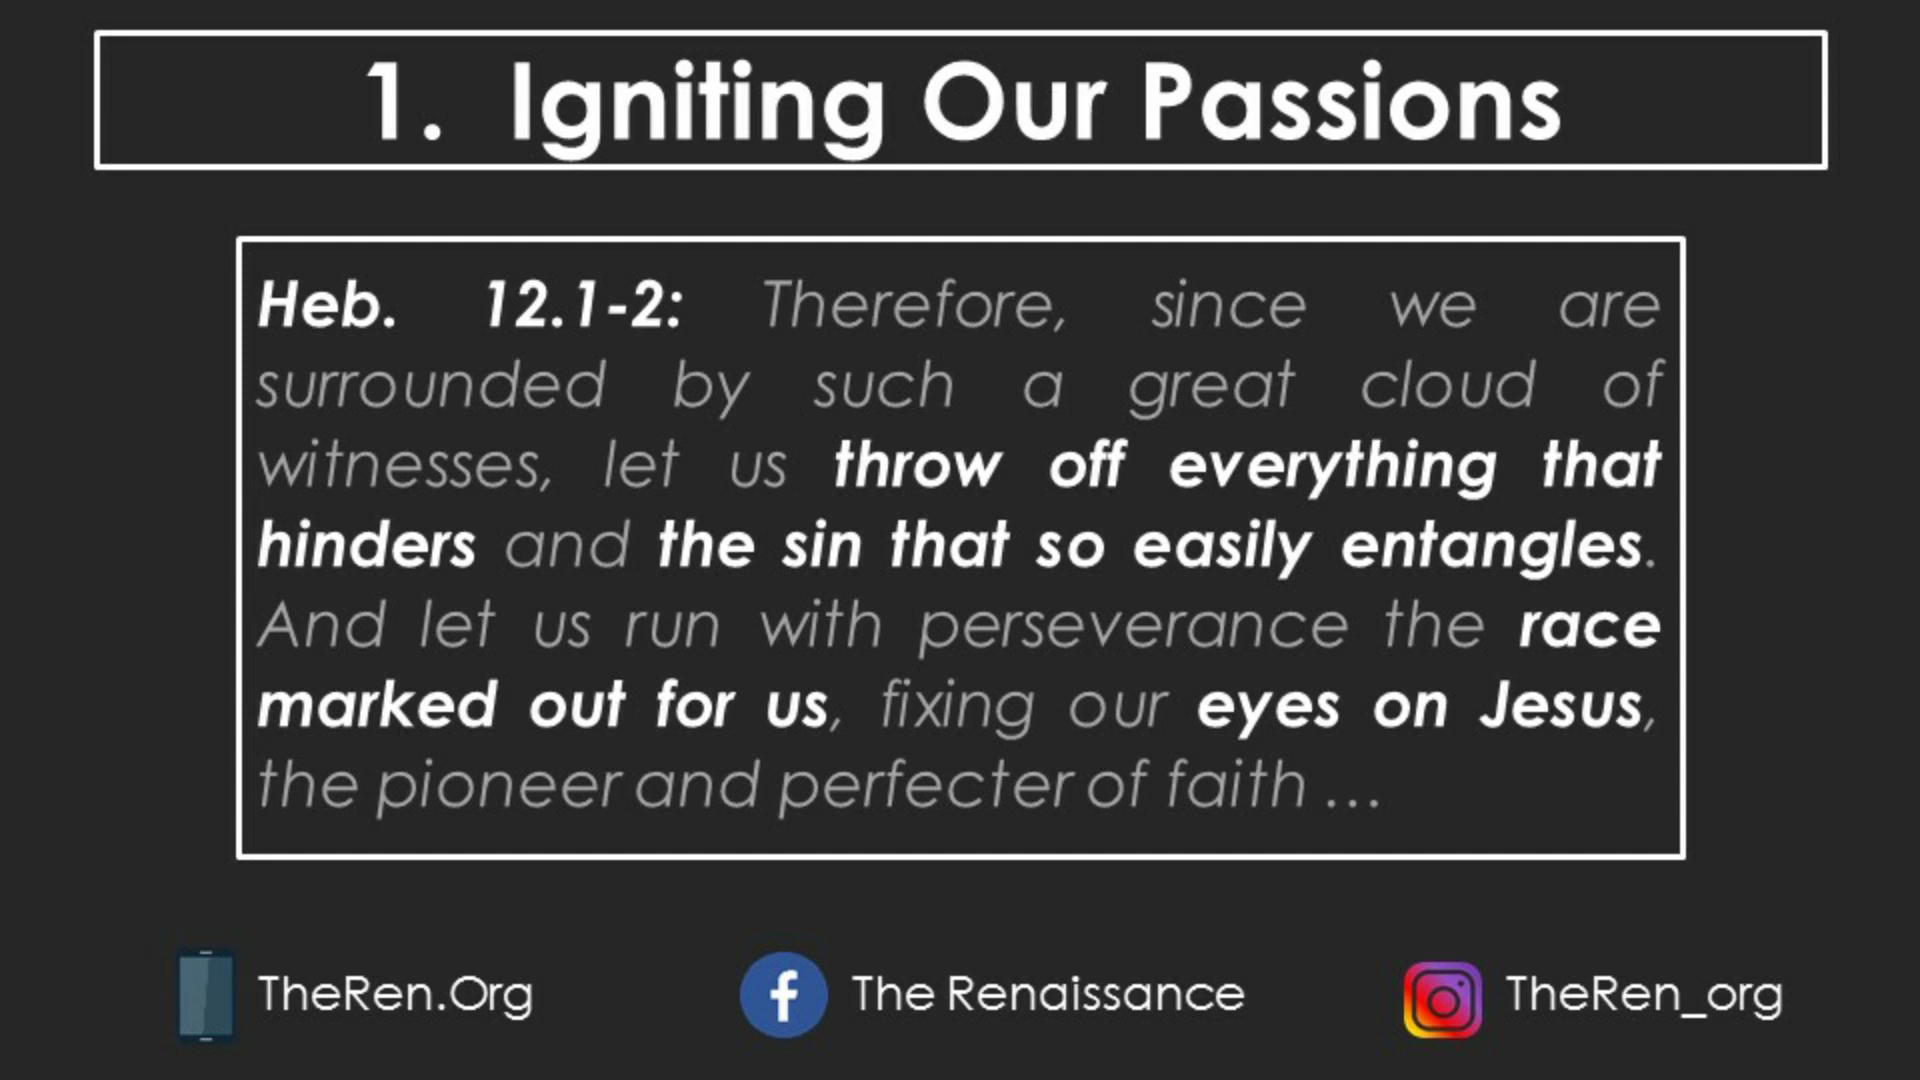 1. Igniting Our Passions
Heb. 12.1-2: Therefore, since we are
surrounded by such a great cloud of
witnesses, let us throw off everything that
hinders and the sin that so easily entangles.
And let us run with perseverance the race
marked out for us, fixing our eyes on Jesus,
the pioneer and perfecter of faith ...
TheRen.Org
The Renaissance
TheRen_org